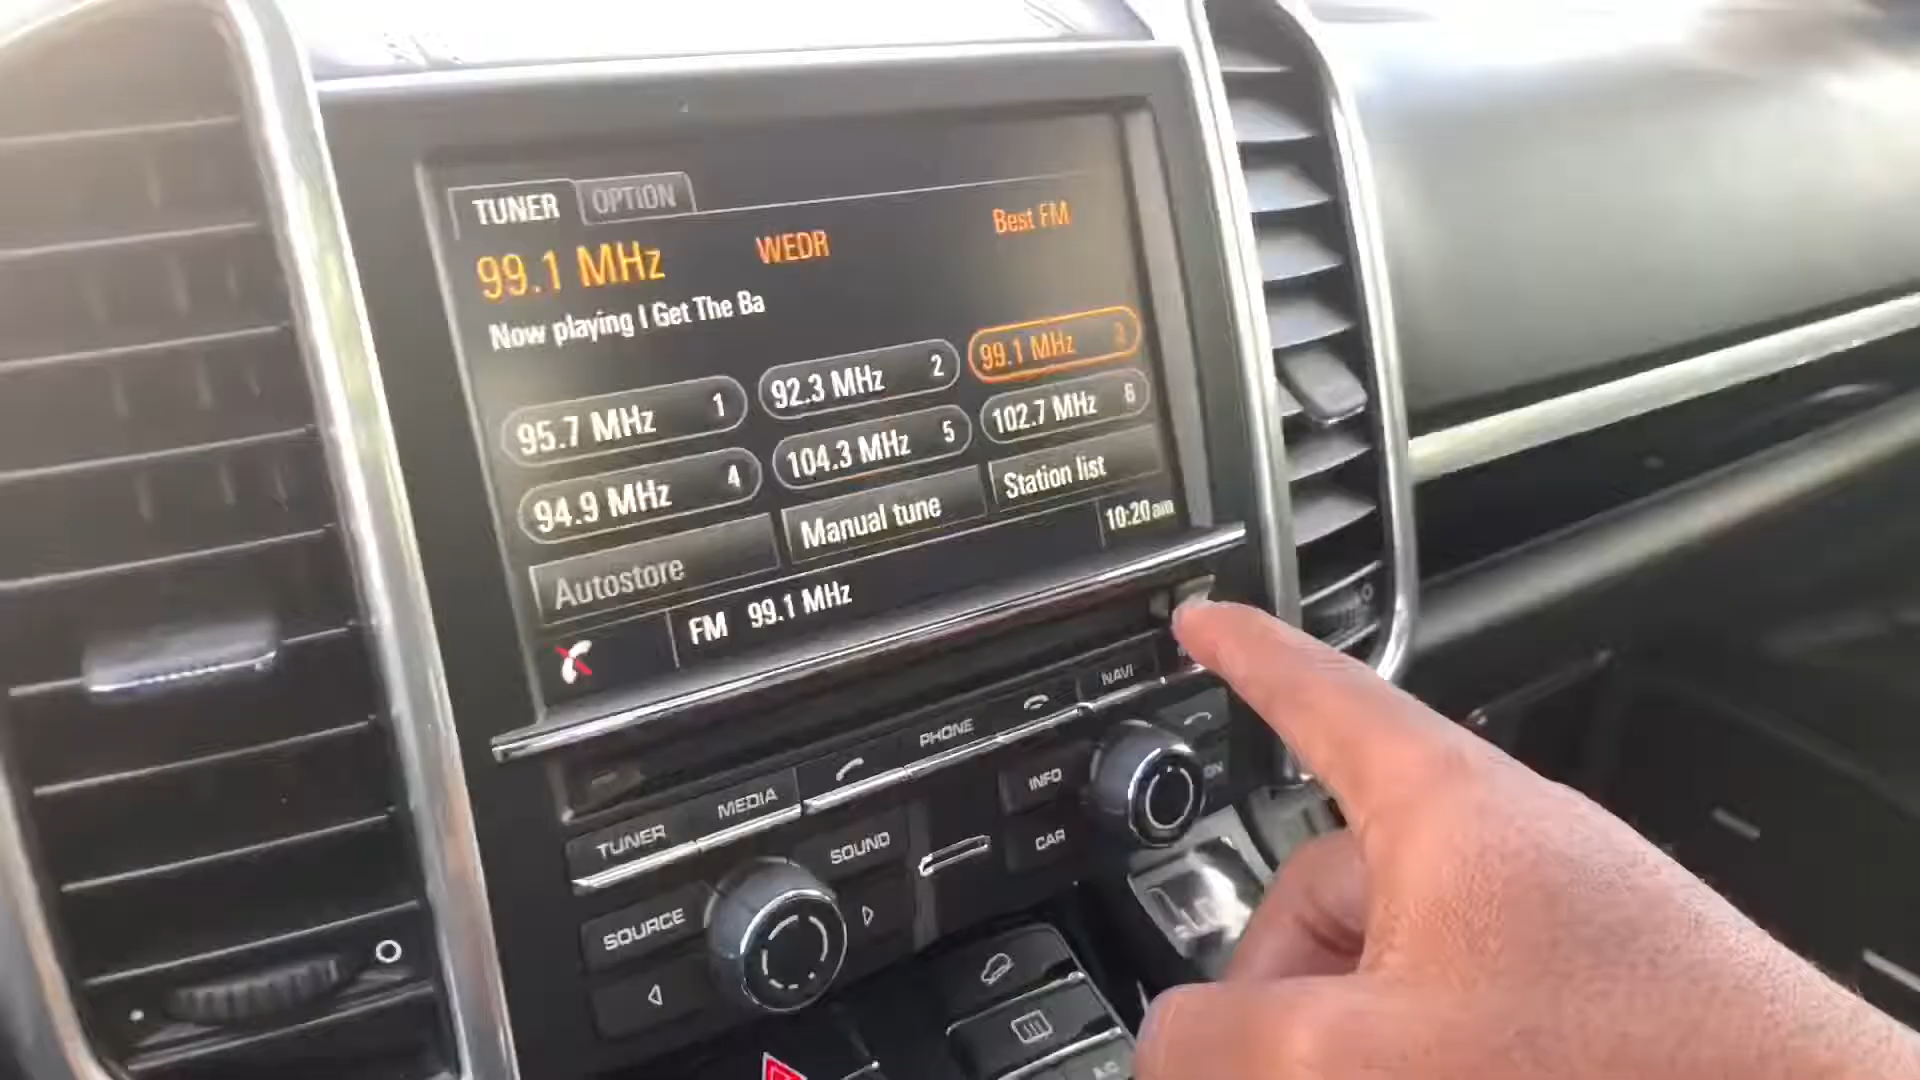 TUNER OPTION
99.1 MHz WEDR Best FM
Now playing I Get The Ba
95.7 MHz 1 92.3 MHz 2 99.1 MHz 3
94.9 MHz 4 104.3 MHz 5 102.7 MHz 6
Autostore Manual tune Station list
FM 99.1 MHz 10:20 am
TUNER MEDIA PHONE NAVI
SOURCE SOUND INFO
CAR
A/C